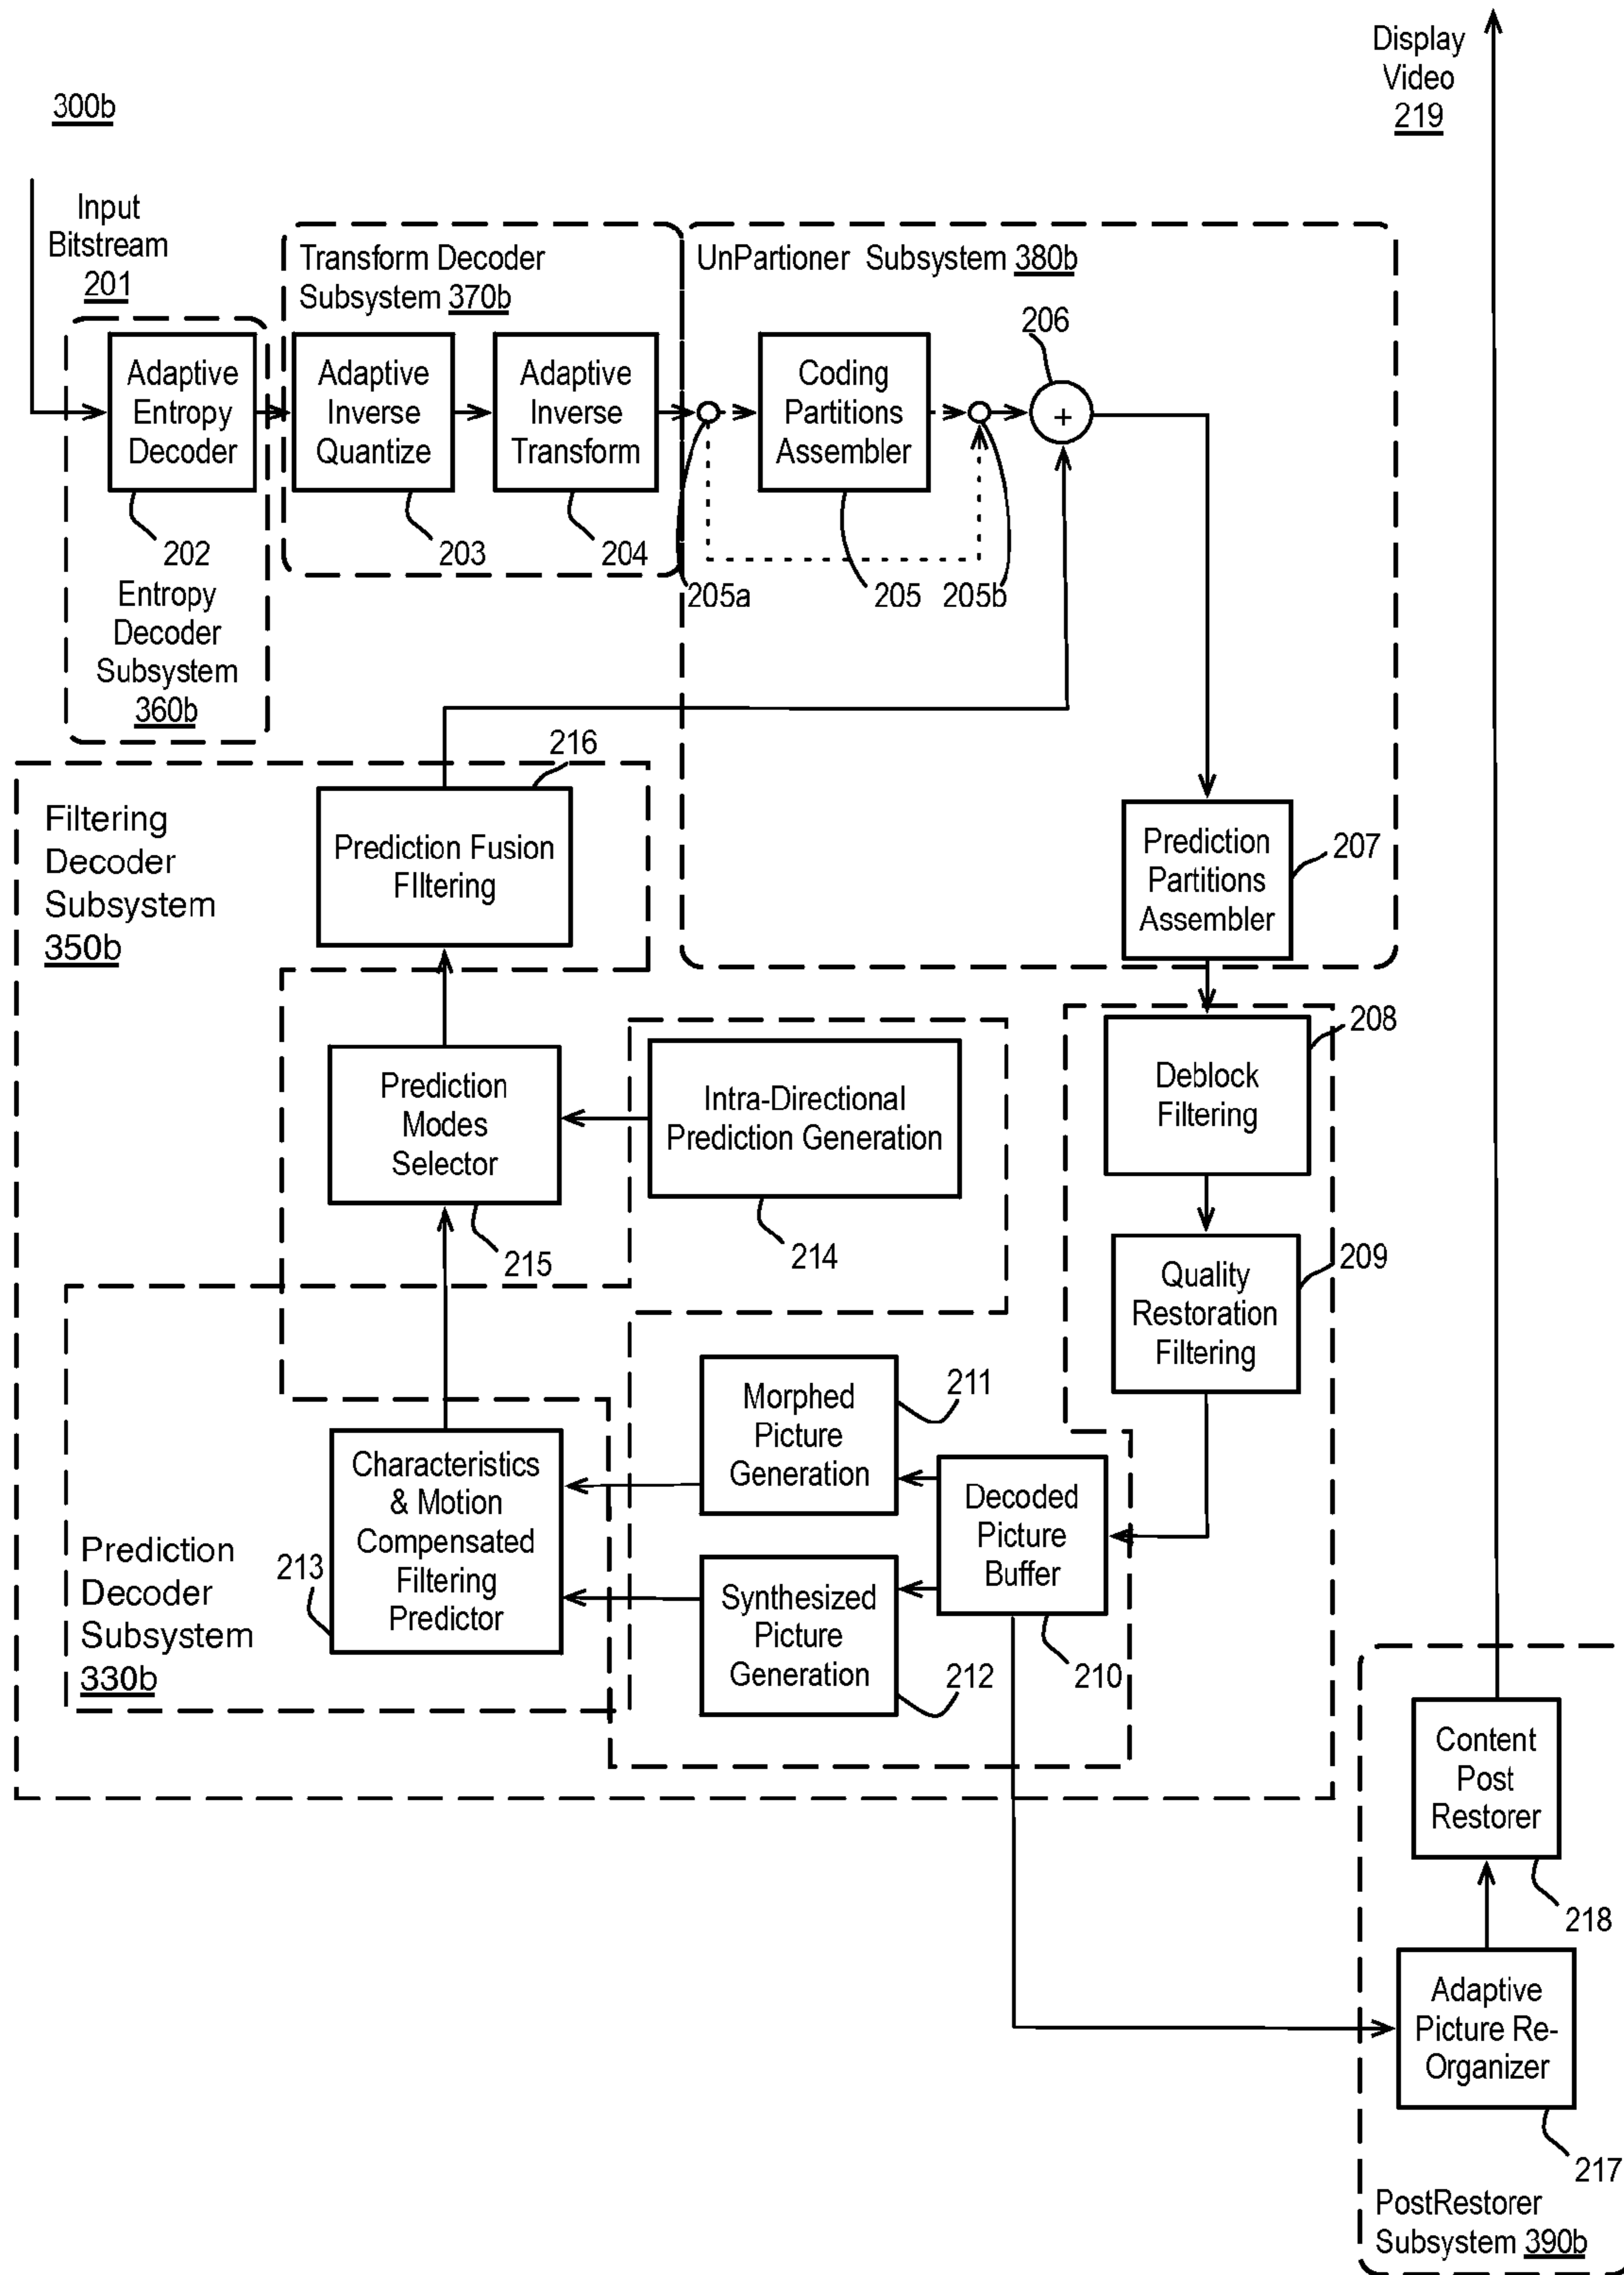 Display
Video
219
300b
Input
Bitstream
201
Transform Decoder
Subsystem 370b
UnPartioner Subsystem 380b
206
Adaptive
Entropy
Decoder
Adaptive
Inverse
Quantize
Adaptive
Inverse
Transform
Coding
Partitions
Assembler
+
202
203
204
205a
205
205b
Entropy
Decoder
Subsystem
360b
216
Filtering
Decoder
Subsystem
350b
Prediction Fusion
FIltering
Prediction
Partitions
Assembler
207
208
Prediction
Modes
Selector
Intra-Directional
Prediction Generation
Deblock
Filtering
215
214
209
Quality
Restoration
Filtering
211
Morphed
Picture
Generation
Characteristics
& Motion
Compensated
Filtering
Predictor
213
Decoded
Picture
Buffer
Prediction
Decoder
Subsystem
330b
Synthesized
Picture
Generation
212
210
Content
Post
Restorer
218
Adaptive
Picture Re-
Organizer
217
PostRestorer
Subsystem 390b